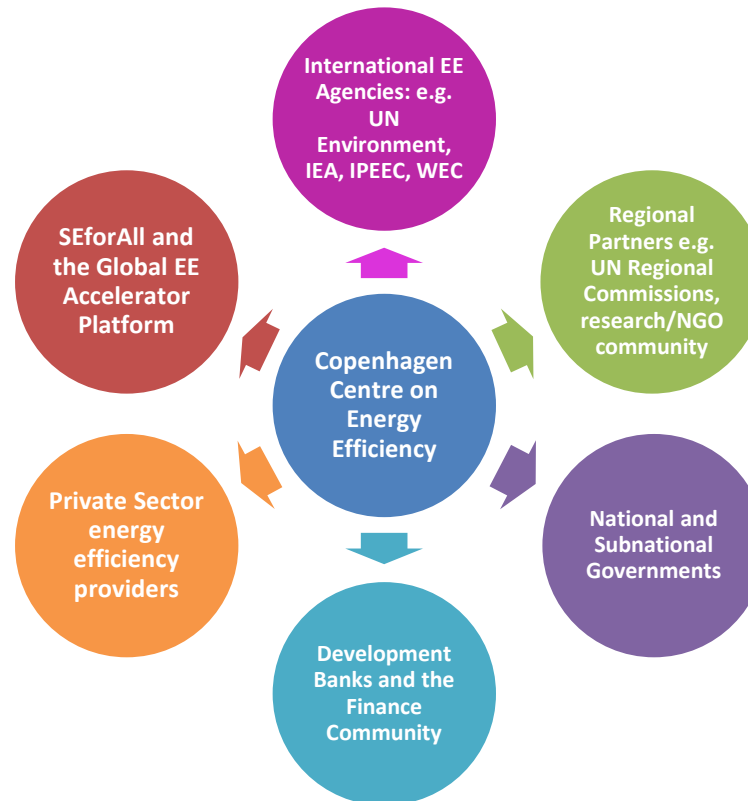 International EE
Agencies: e.g.
UN
Environment,
IEA, IPEEC, WEC
SEforAll and
the Global EE
Accelerator
Platform
Regional
Partners e.g.
UN Regional
Commissions,
research/NGO
community
Copenhagen
Centre on
Energy
Efficiency
Private Sector
energy
efficiency
providers
National and
Subnational
Governments
Development
Banks and the
Finance
Community